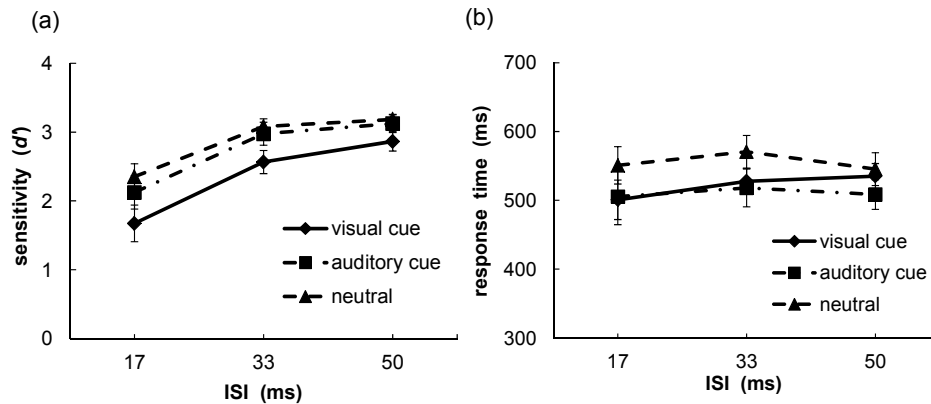 (a)
4
3
2
1
0
sensitivity (d')
17 33 50
ISI (ms)
visual cue
auditory cue
neutral
(b)
700
600
500
400
300
response time (ms)
17 33 50
ISI (ms)
visual cue
auditory cue
neutral